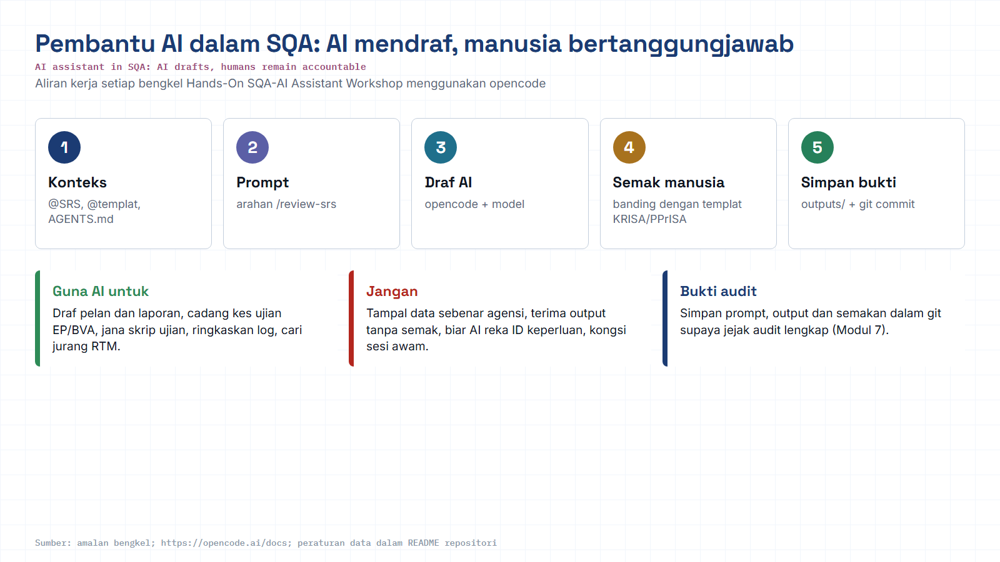 Pembantu AI dalam SQA: AI mendraf, manusia bertanggungjawab
AI assistant in SQA: AI drafts, humans remain accountable
Aliran kerja setiap bengkel Hands-On SQA-AI Assistant Workshop menggunakan opencode
1
Konteks
@SRS, @templat,
AGENTS.md
2
Prompt
arahan /review-srs
3
Draf AI
opencode + model
4
Semak manusia
banding dengan templat
KRISA/PPrISA
5
Simpan bukti
outputs/ + git commit
Guna AI untuk
Draf pelan dan laporan, cadang kes ujian
EP/BVA, jana skrip ujian, ringkaskan log, cari
jurang RTM.
Jangan
Tampal data sebenar agensi, terima output
tanpa semak, biar AI reka ID keperluan, kongsi
sesi awam.
Bukti audit
Simpan prompt, output dan semakan dalam git
supaya jejak audit lengkap (Modul 7).
Sumber: amalan bengkel; https://opencode.ai/docs; peraturan data dalam README repositori